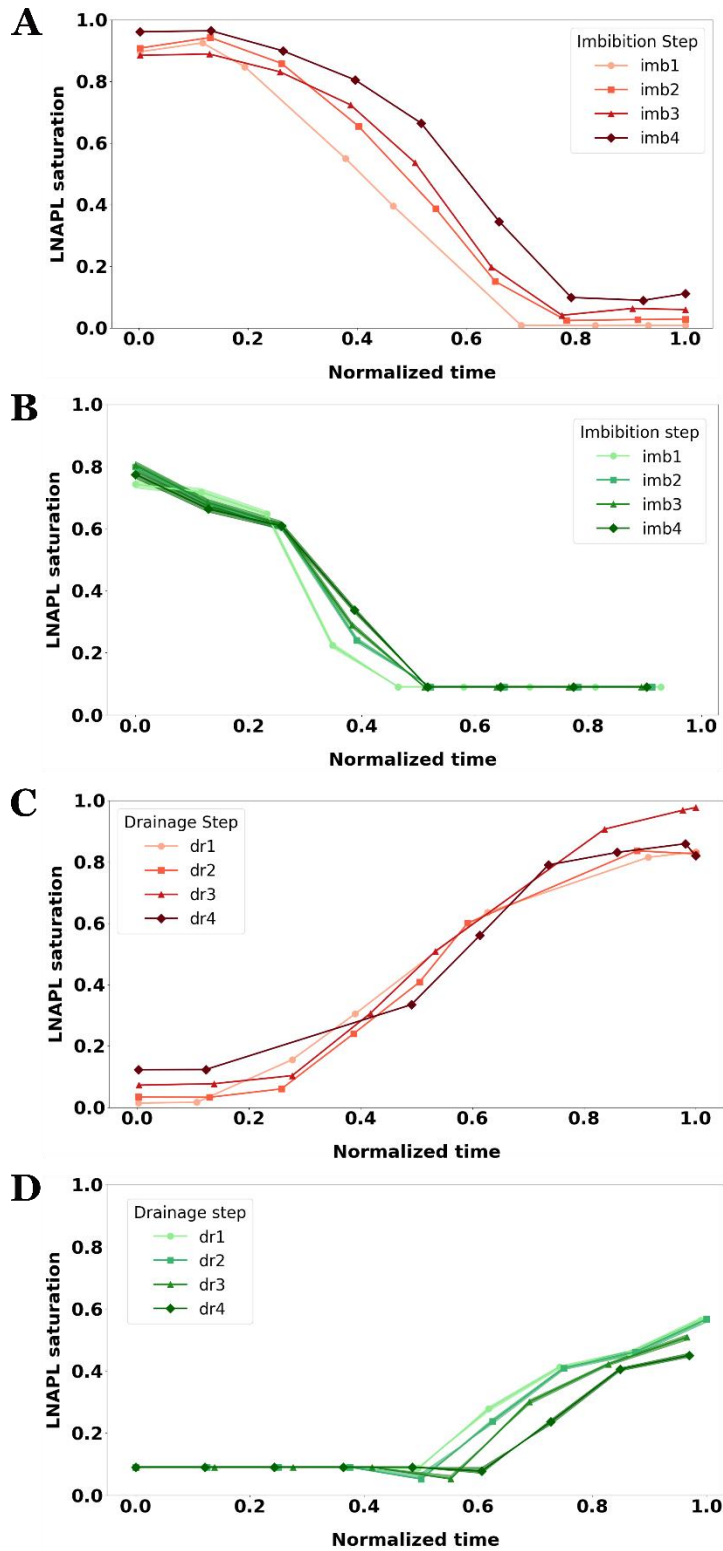 A
1.0
0.8
0.6
0.4
0.2
0.0
LNAPL saturation
Imbibition Step
imb1
imb2
imb3
imb4
0.0 0.2 0.4 0.6 0.8 1.0
Normalized time
B
1.0
0.8
0.6
0.4
0.2
0.0
LNAPL saturation
Imbibition step
imb1
imb2
imb3
imb4
0.0 0.2 0.4 0.6 0.8 1.0
Normalized time
C
1.0
0.8
0.6
0.4
0.2
0.0
LNAPL saturation
Drainage Step
dr1
dr2
dr3
dr4
0.0 0.2 0.4 0.6 0.8 1.0
Normalized time
D
1.0
0.8
0.6
0.4
0.2
0.0
LNAPL saturation
Drainage step
dr1
dr2
dr3
dr4
0.0 0.2 0.4 0.6 0.8 1.0
Normalized time